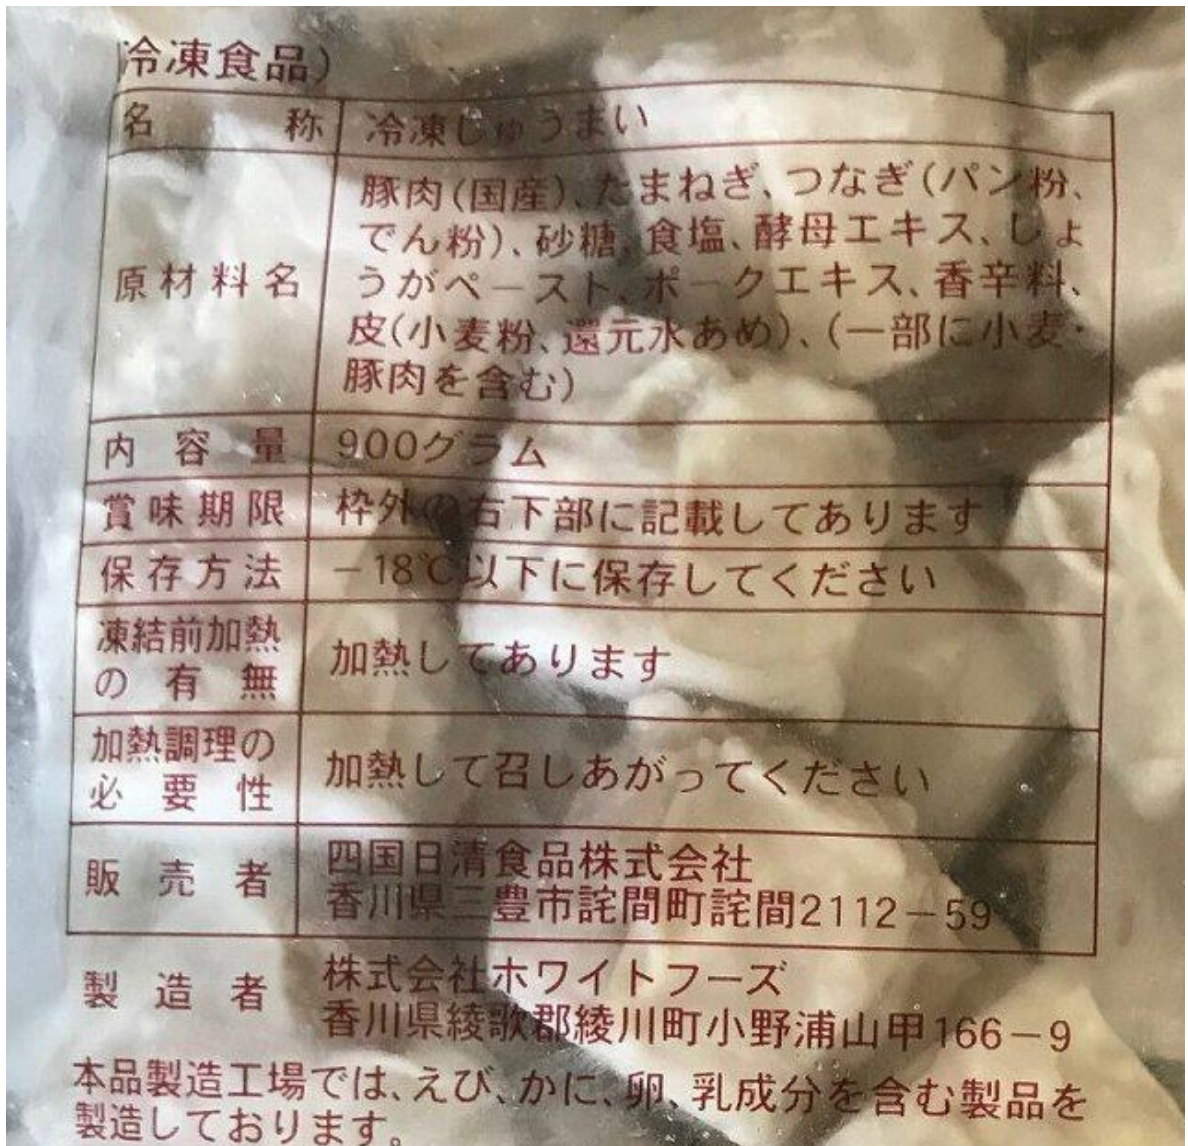 冷凍食品）
名称 冷凍しゅうまい
原材料名 豚肉(国産)、たまねぎ、つなぎ(パン粉、
でん粉)、砂糖、食塩、酵母エキス、しょ
うがペースト、ポークエキス、香辛料、
皮(小麦粉、還元水あめ)、(一部に小麦・
豚肉を含む)
内容量 900グラム
賞味期限 枠外の右下部に記載してあります
保存方法 −18℃以下に保存してください
凍結前加熱
の有無 加熱してあります
加熱調理の
必要性 加熱して召しあがってください
販売者 四国日清食品株式会社
香川県三豊市詫間町詫間2112−59
製造者 株式会社ホワイトフーズ
香川県綾歌郡綾川町小野浦山甲166−9
本品製造工場では、えび、かに、卵、乳成分を含む製品を
製造しております。